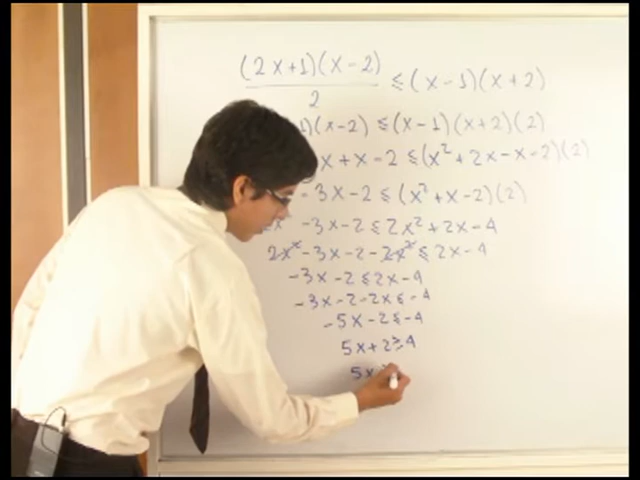 (2x+1)(x-2)/2 ≤ (x-1)(x+2)
)(x-2) ≤ (x-1)(x+2)(2)
x+x-2 ≤ (x²+2x-x-2)(2)
-3x-2 ≤ (x²+x-2)(2)
-3x-2 ≤ 2x²+2x-4
2x²-3x-2-2x² ≤ 2x-4
-3x-2 ≤ 2x-4
-3x-2-2x ≤ -4
-5x-2 ≤ -4
5x+2 ≥ 4
5x